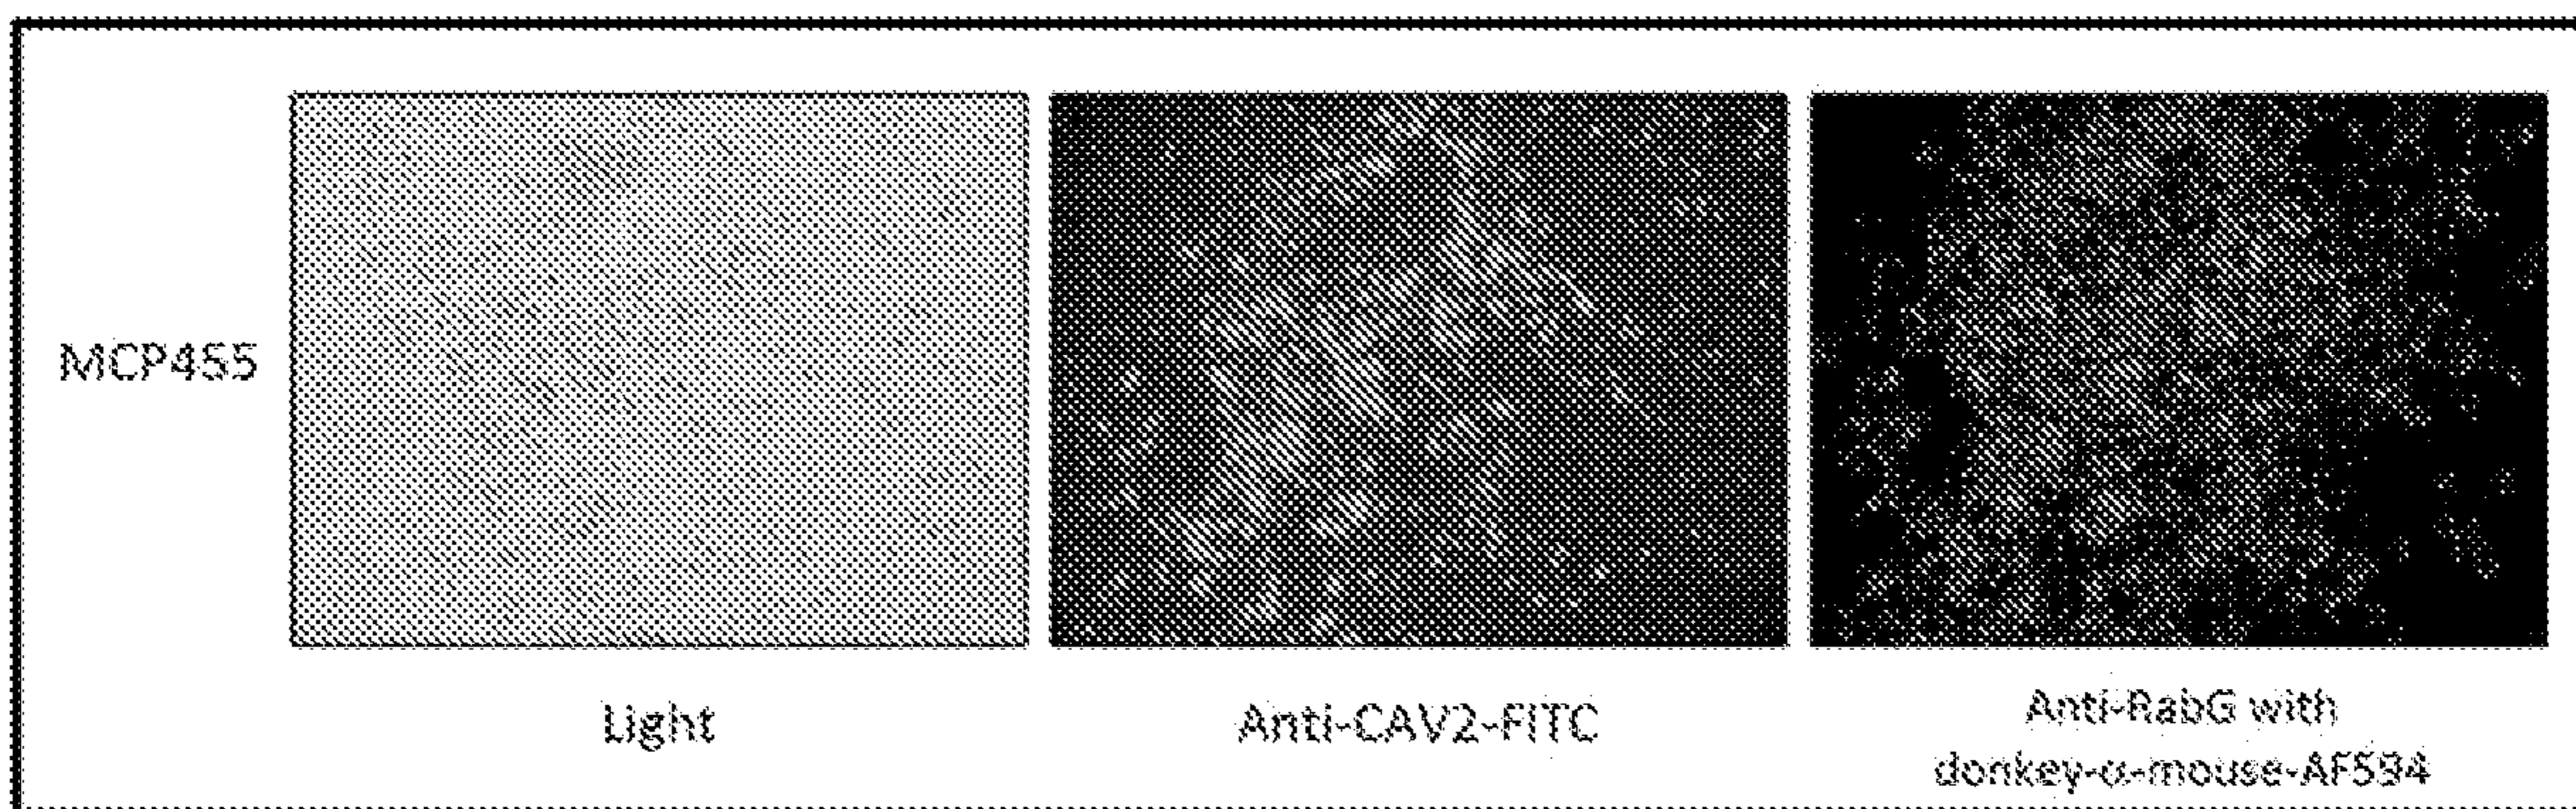 MCP455
Light
Anti-CAV2-FITC
Anti-RabG with
donkey-α-mouse-AF594